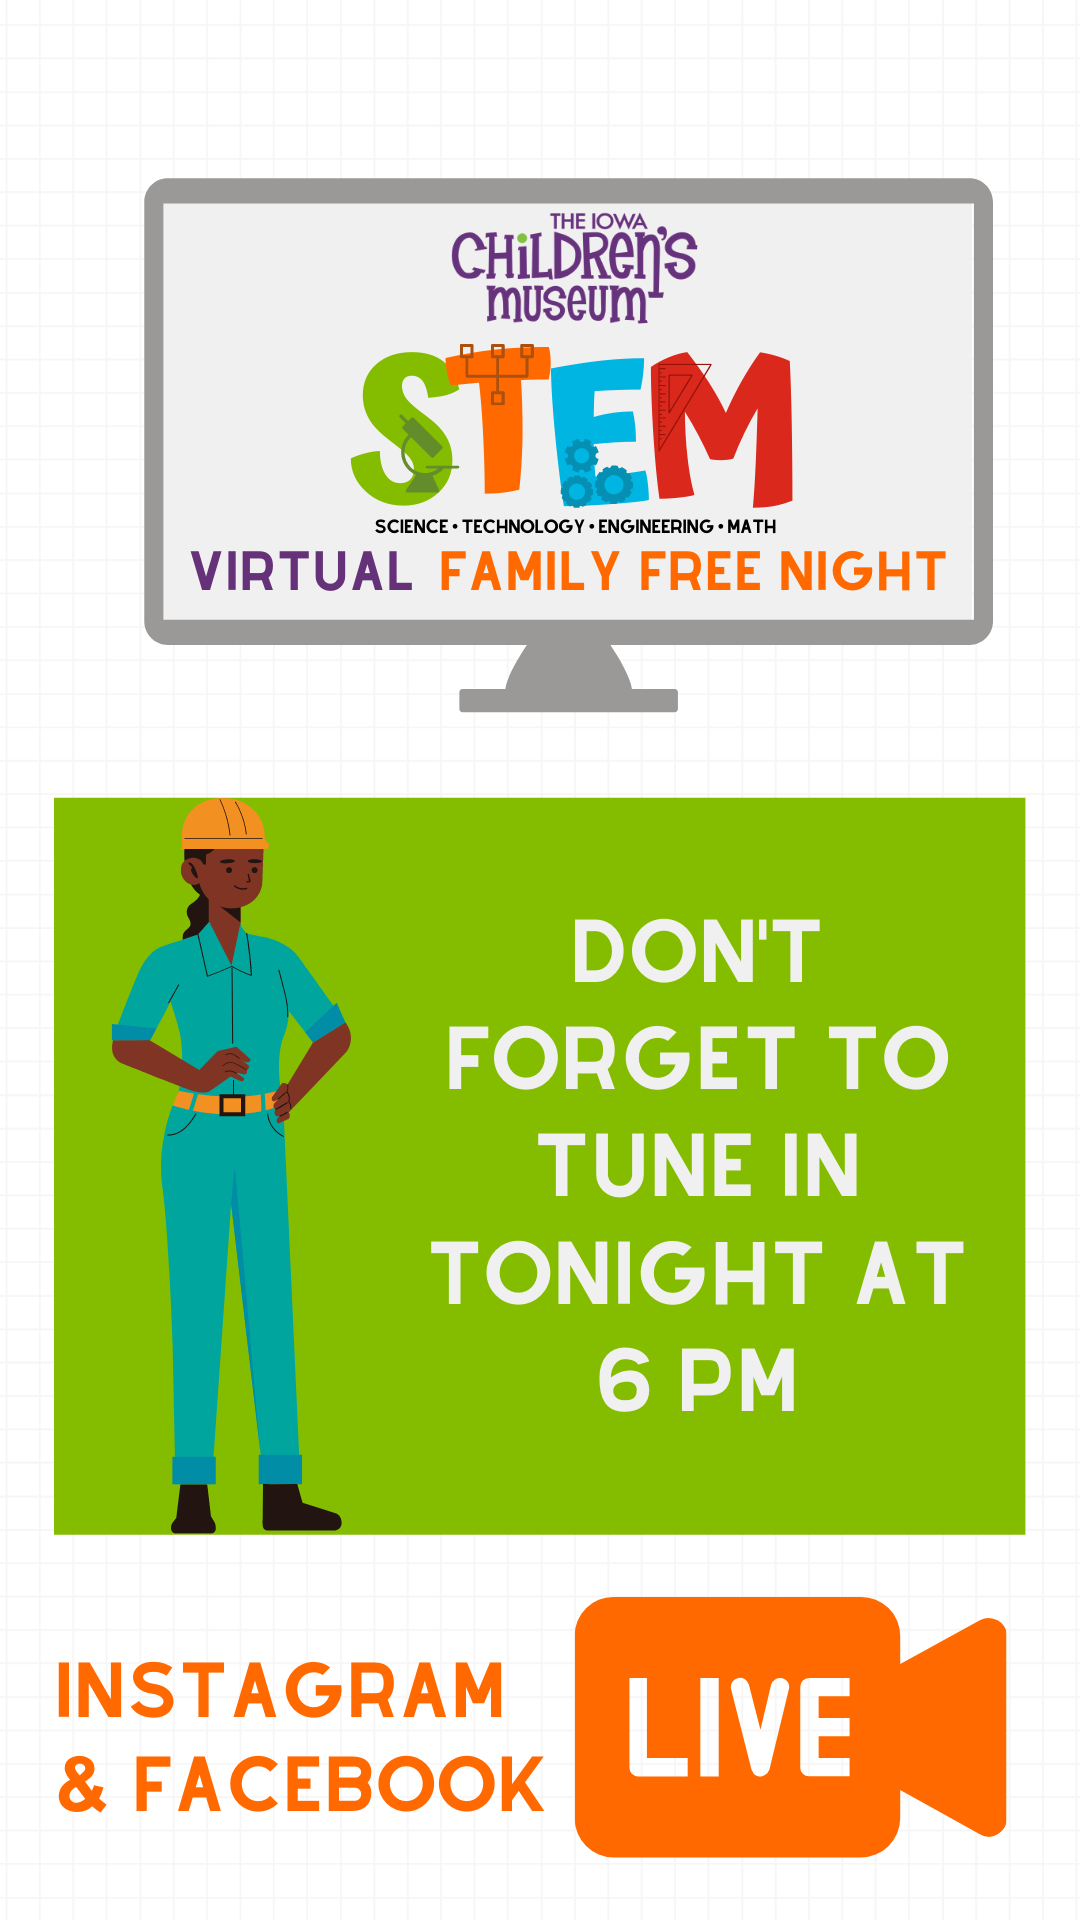 THE IOWA
CHiLDREN'S
museum
STEM
SCIENCE • TECHNOLOGY • ENGINEERING • MATH
VIRTUAL FAMILY FREE NIGHT
DON'T
FORGET TO
TUNE IN
TONIGHT AT
6 PM
INSTAGRAM
& FACEBOOK
LIVE